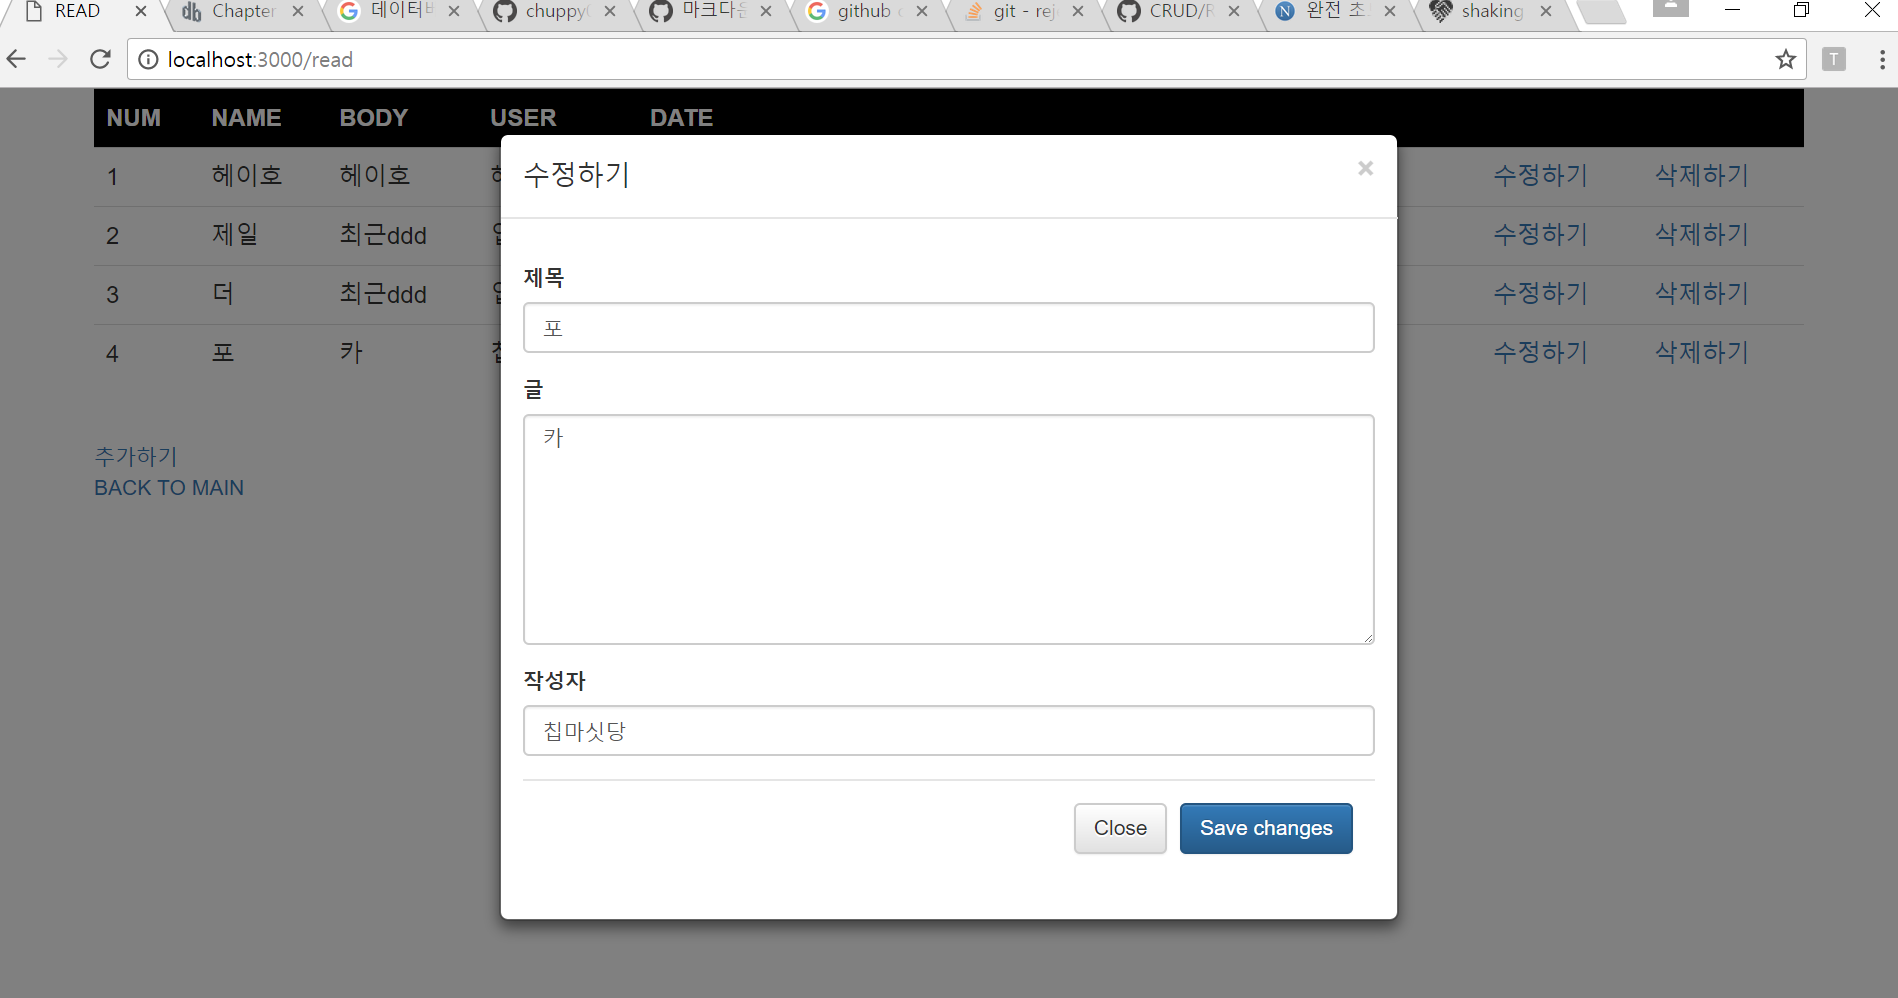 READ Chapter 데이터 chuppy 마크다운 github git - rej CRUD/R 완전 초 shaking
localhost:3000/read
NUM NAME BODY USER DATE
1 헤이호 헤이호 수정하기 삭제하기
2 제일 최근ddd 수정하기 삭제하기
3 더 최근ddd 수정하기 삭제하기
4 포 카 수정하기 삭제하기
추가하기
BACK TO MAIN
수정하기 ×
제목
포
글
카
작성자
칩마싯당
Close Save changes